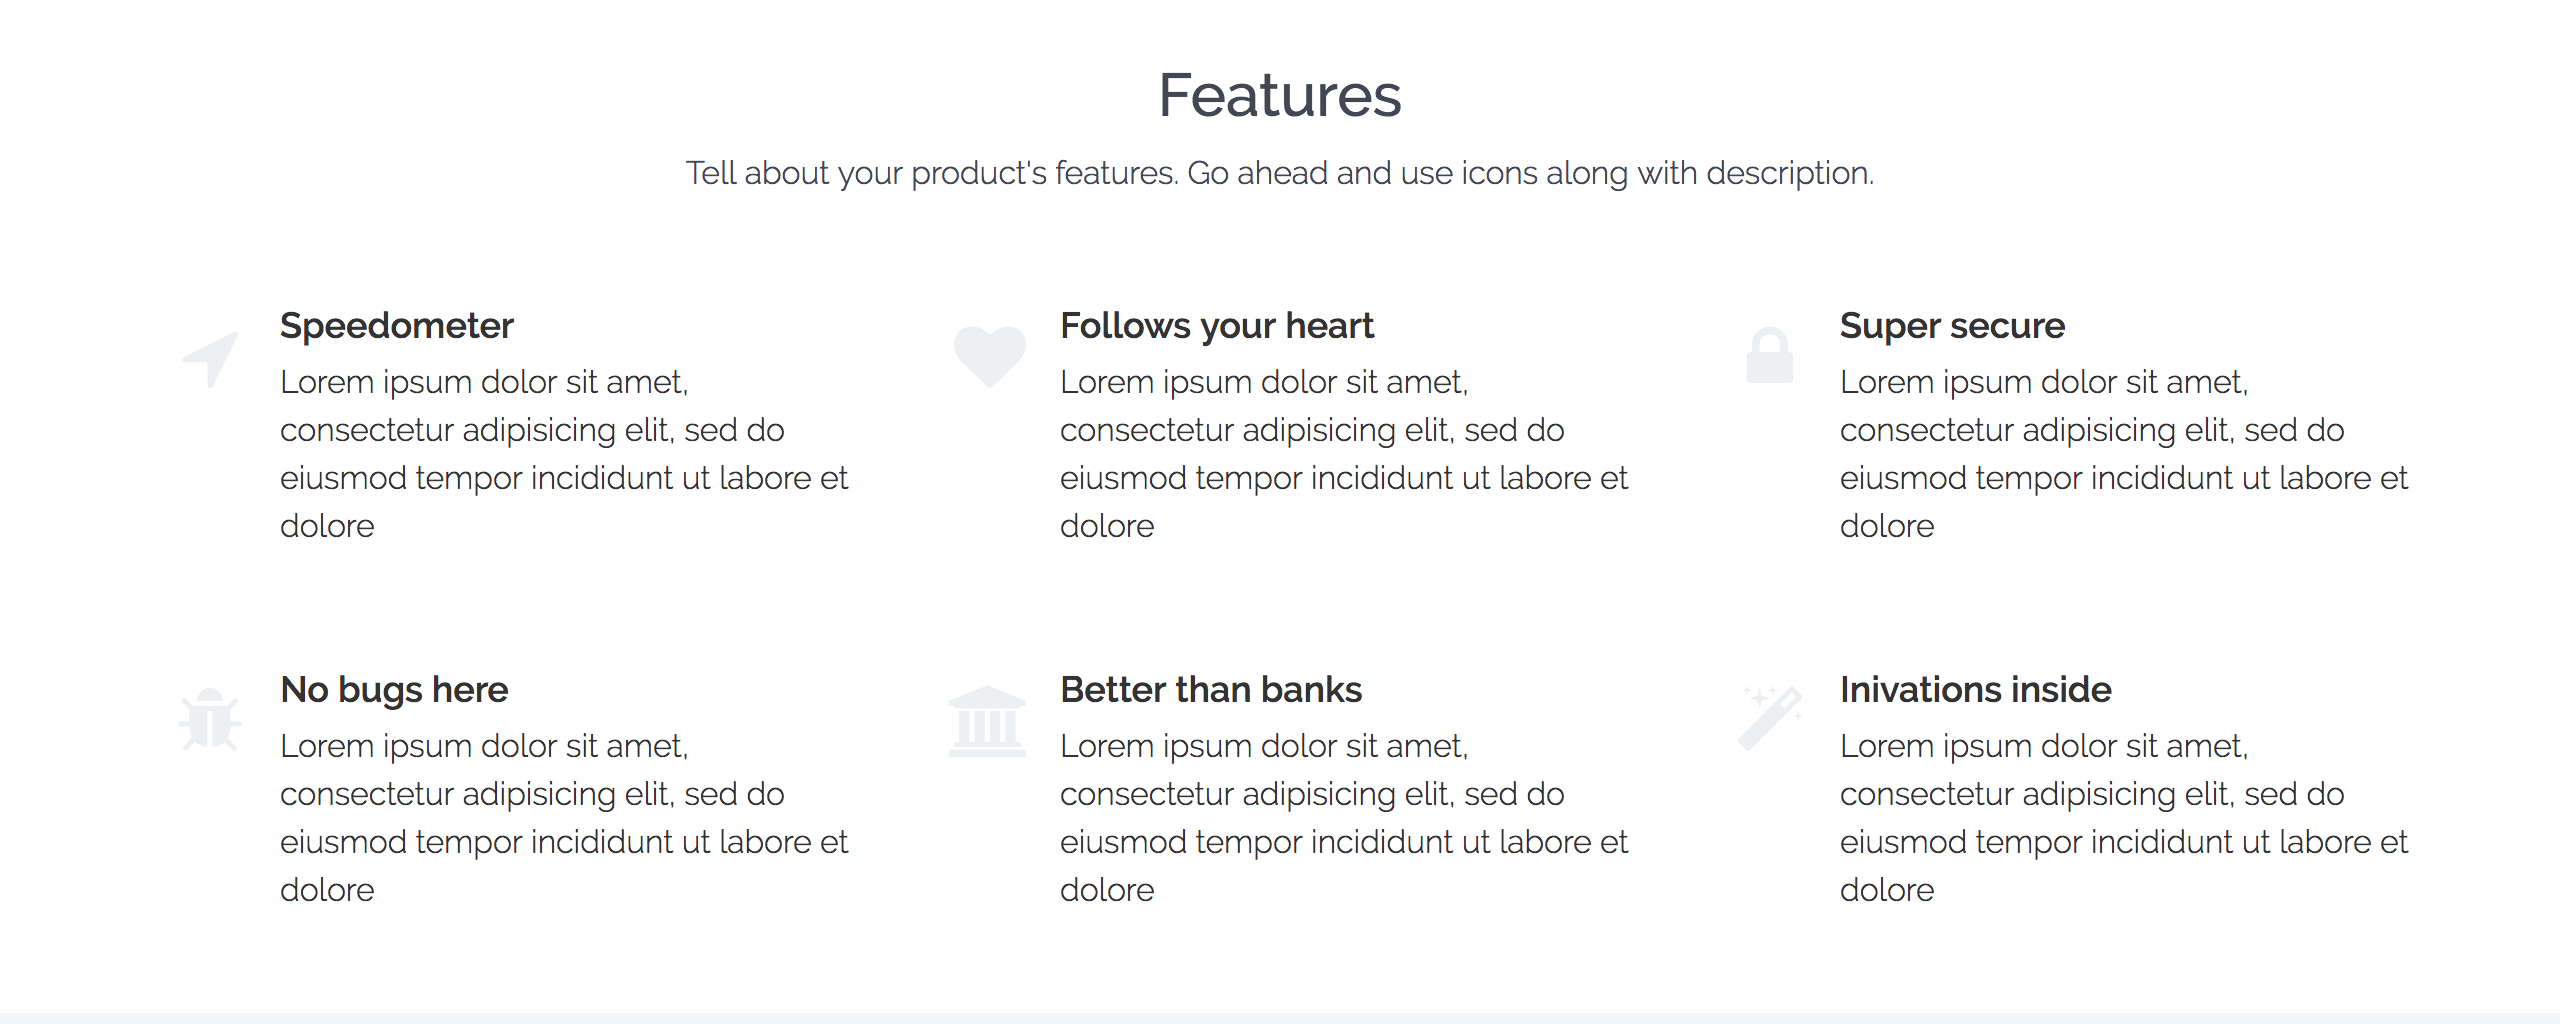 Features
Tell about your product's features. Go ahead and use icons along with description.
Speedometer
Lorem ipsum dolor sit amet,
consectetur adipisicing elit, sed do
eiusmod tempor incididunt ut labore et
dolore
Follows your heart
Lorem ipsum dolor sit amet,
consectetur adipisicing elit, sed do
eiusmod tempor incididunt ut labore et
dolore
Super secure
Lorem ipsum dolor sit amet,
consectetur adipisicing elit, sed do
eiusmod tempor incididunt ut labore et
dolore
No bugs here
Lorem ipsum dolor sit amet,
consectetur adipisicing elit, sed do
eiusmod tempor incididunt ut labore et
dolore
Better than banks
Lorem ipsum dolor sit amet,
consectetur adipisicing elit, sed do
eiusmod tempor incididunt ut labore et
dolore
Inivations inside
Lorem ipsum dolor sit amet,
consectetur adipisicing elit, sed do
eiusmod tempor incididunt ut labore et
dolore